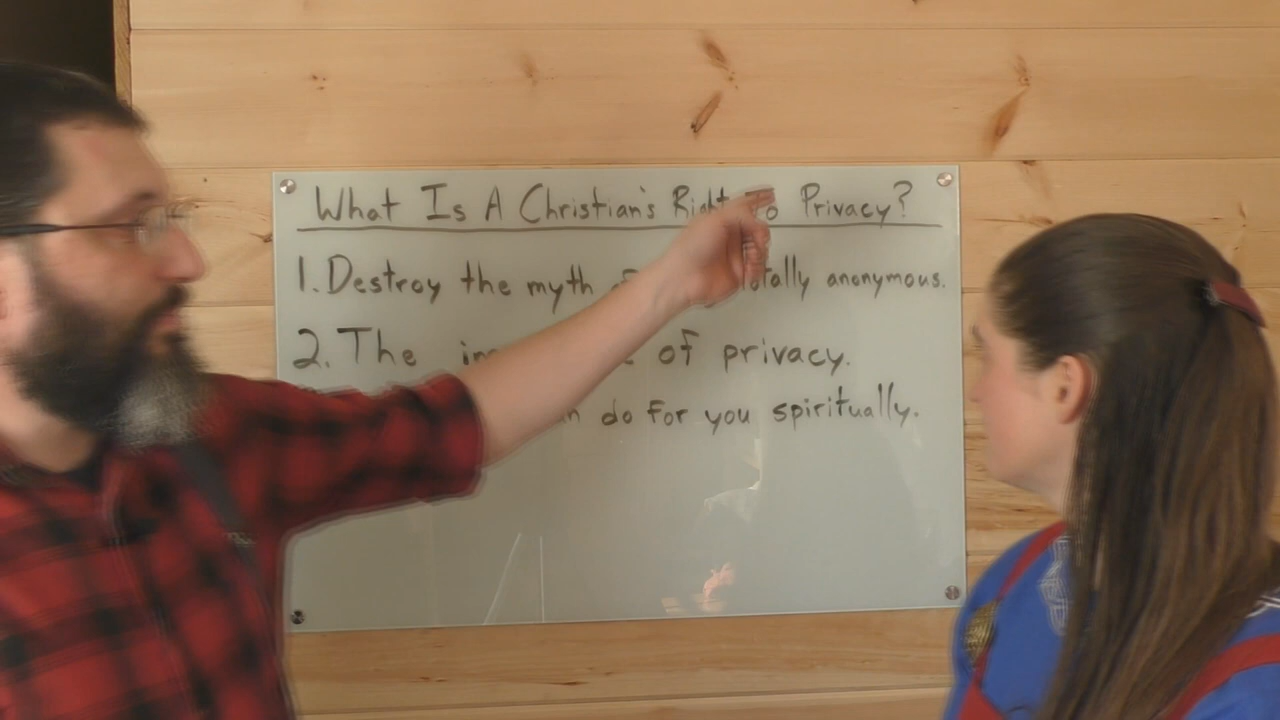 What Is A Christian's Right To Privacy?
1. Destroy the myth totally anonymous.
2. The of privacy.
do for you spiritually.